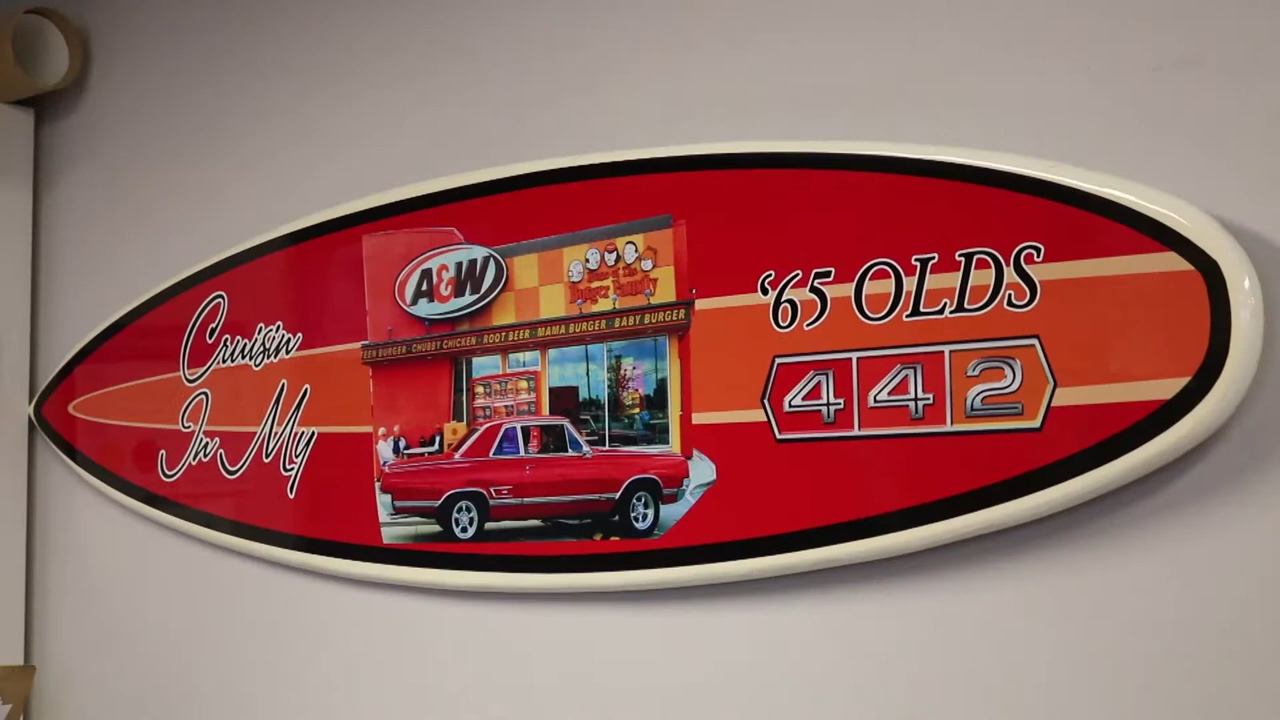 Cruisin
In My
A&W
Home of The
Burger Family
TEEN BURGER · CHUBBY CHICKEN · ROOT BEER · MAMA BURGER · BABY BURGER
'65 OLDS
442